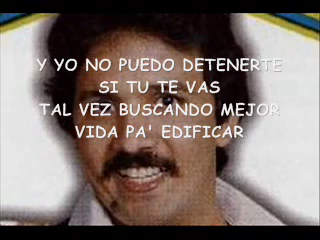 Y YO NO PUEDO DETENERTE
SI TU TE VAS
TAL VEZ BUSCANDO MEJOR
VIDA PA' EDIFICAR